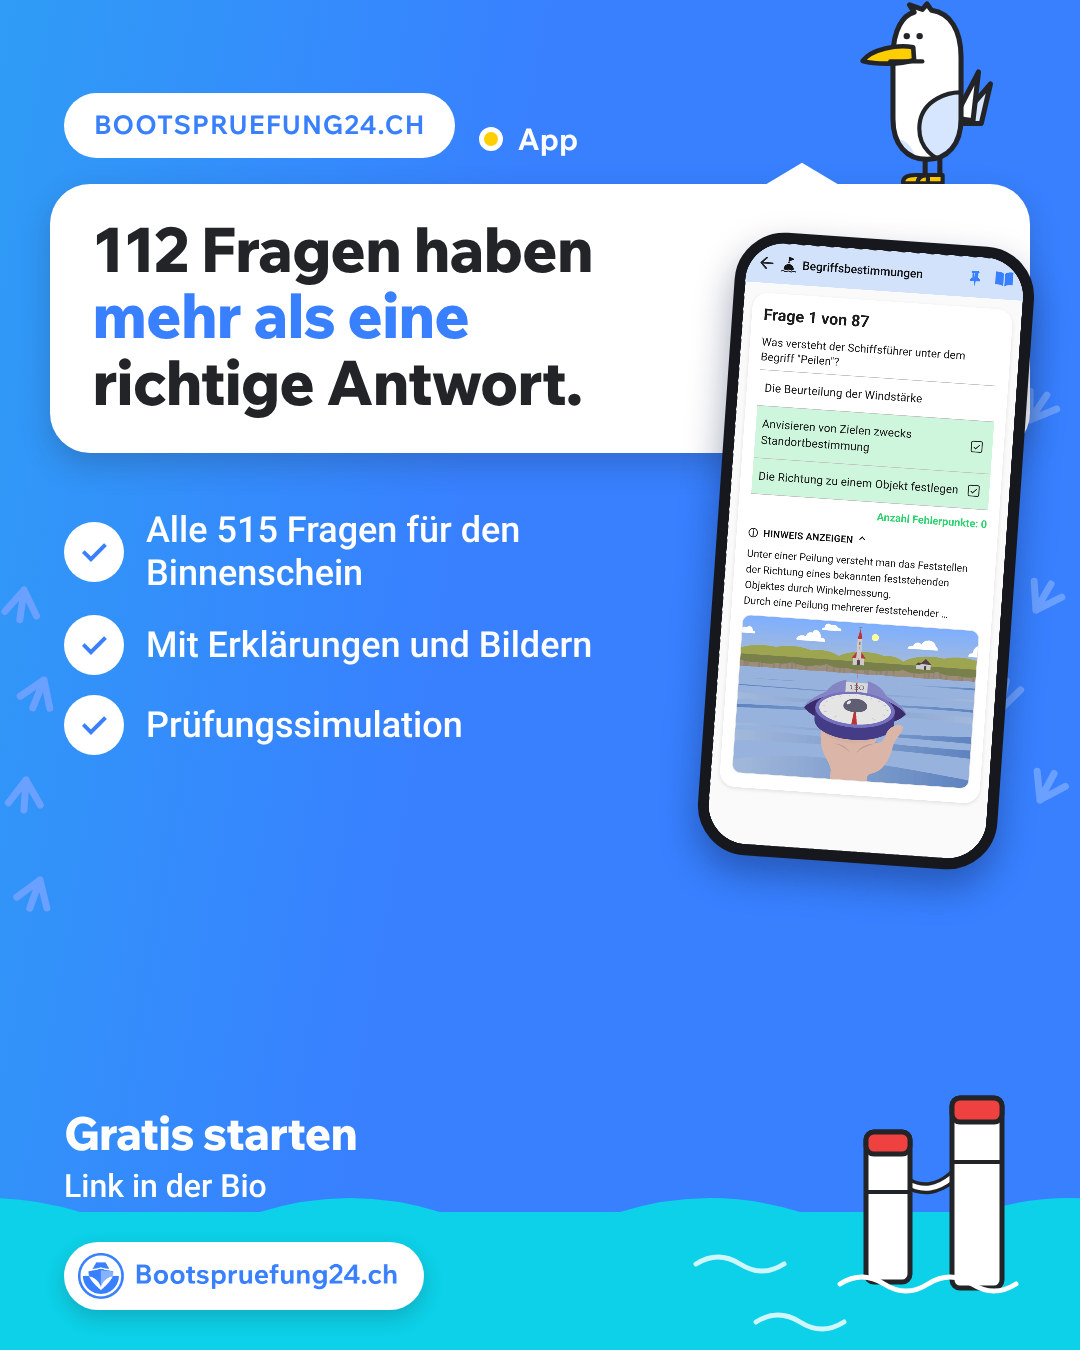 BOOTSPRUEFUNG24.CH
App
112 Fragen haben
mehr als eine
richtige Antwort.
Alle 515 Fragen für den
Binnenschein
Mit Erklärungen und Bildern
Prüfungssimulation
Begriffsbestimmungen
Frage 1 von 87
Was versteht der Schiffsführer unter dem
Begriff "Peilen"?
Die Beurteilung der Windstärke
Anvisieren von Zielen zwecks
Standortbestimmung
Die Richtung zu einem Objekt festlegen
Anzahl Fehlerpunkte: 0
HINWEIS ANZEIGEN
Unter einer Peilung versteht man das Feststellen
der Richtung eines bekannten feststehenden
Objektes durch Winkelmessung.
Durch eine Peilung mehrerer feststehender ...
Gratis starten
Link in der Bio
Bootspruefung24.ch